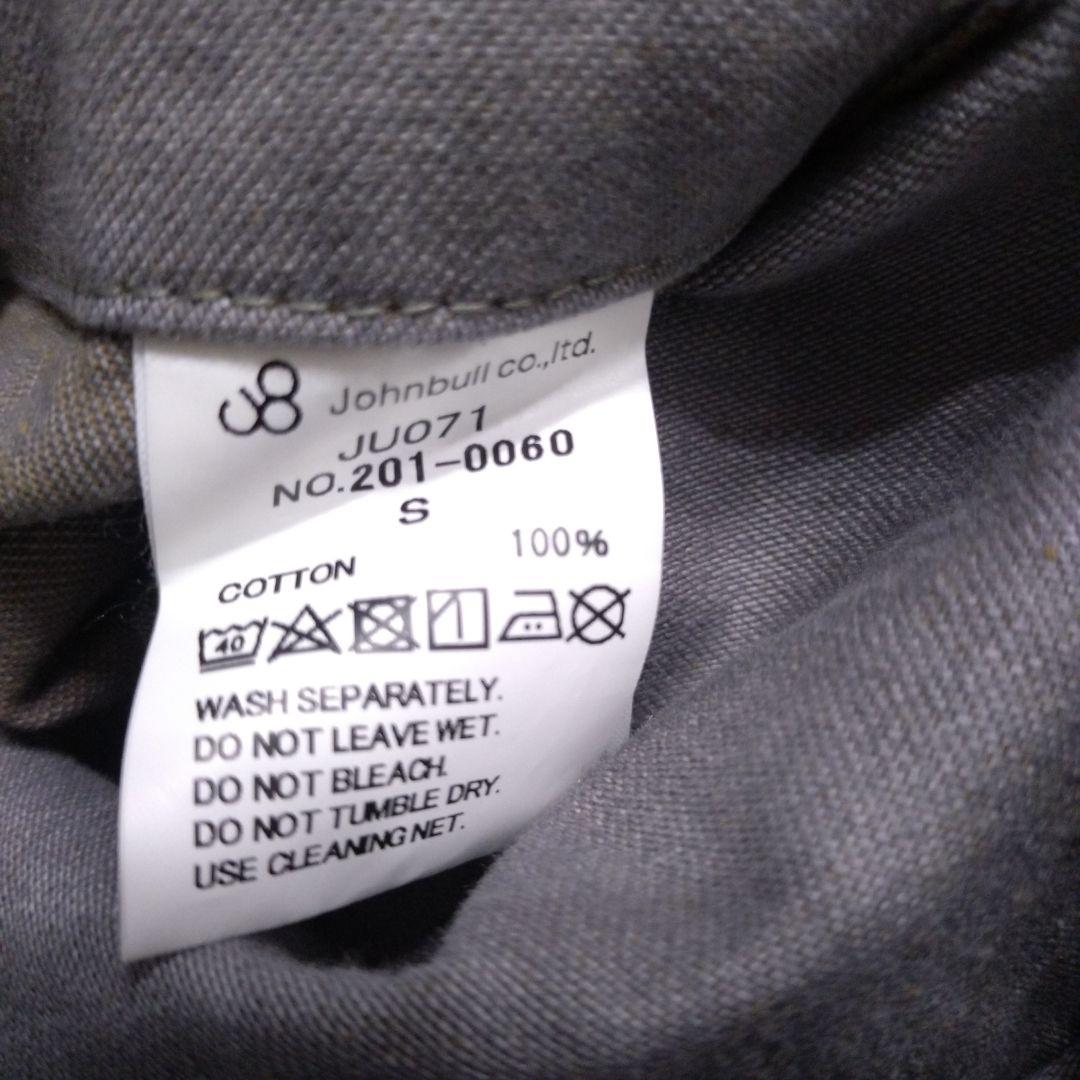 Johnbull co.,ltd.
JU071
NO.201-0060
S
COTTON 100%
40
WASH SEPARATELY.
DO NOT LEAVE WET.
DO NOT BLEACH.
DO NOT TUMBLE DRY.
USE CLEANING NET.